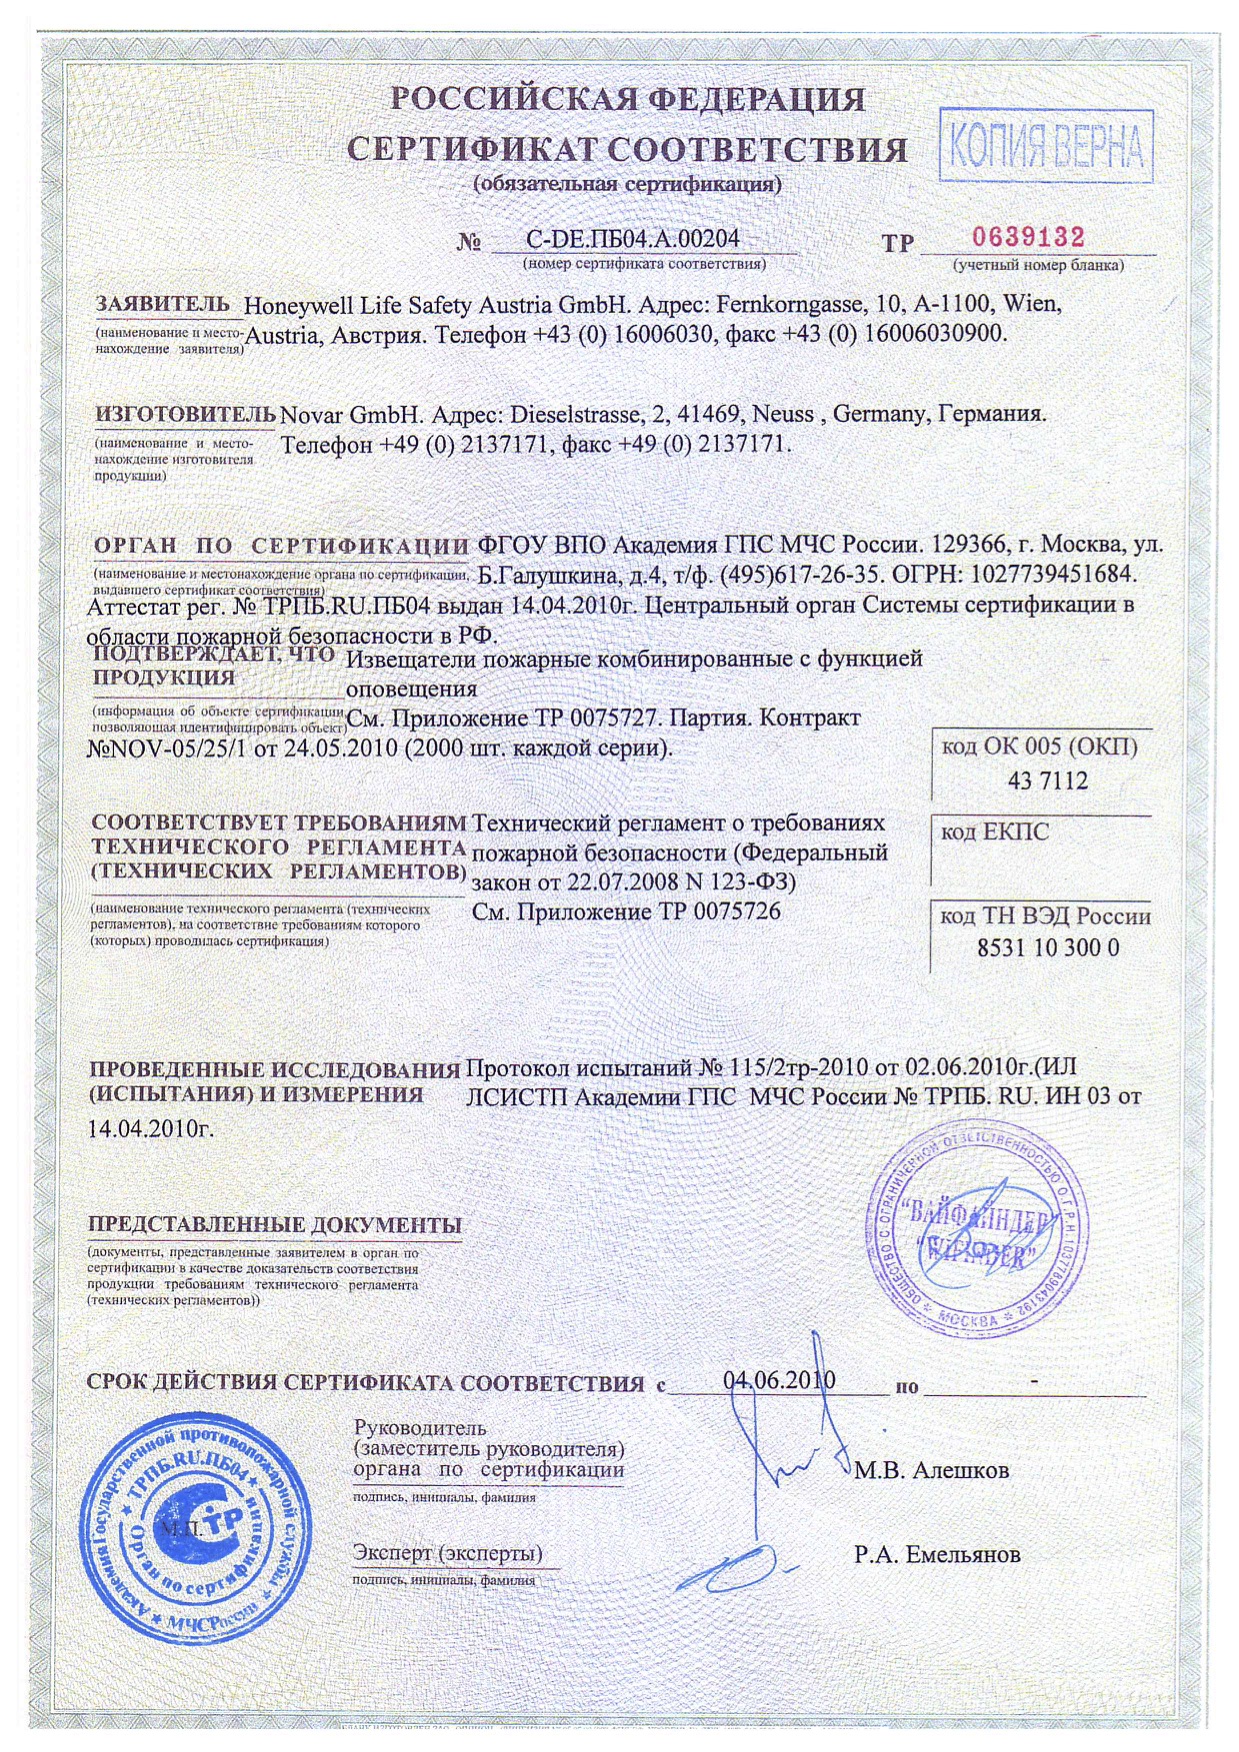 РОССИЙСКАЯ ФЕДЕРАЦИЯ
СЕРТИФИКАТ СООТВЕТСТВИЯ
(обязательная сертификация)
КОПИЯ ВЕРНА
№ C-DE.ПБ04.А.00204
(номер сертификата соответствия)
ТР 0639132
(учетный номер бланка)
ЗАЯВИТЕЛЬ Honeywell Life Safety Austria GmbH. Адрес: Fernkorngasse, 10, A-1100, Wien,
(наименование и место-нахождение заявителя) Austria, Австрия. Телефон +43 (0) 16006030, факс +43 (0) 16006030900.
ИЗГОТОВИТЕЛЬ Novar GmbH. Адрес: Dieselstrasse, 2, 41469, Neuss , Germany, Германия.
(наименование и место-нахождение изготовителя продукции) Телефон +49 (0) 2137171, факс +49 (0) 2137171.
ОРГАН ПО СЕРТИФИКАЦИИ ФГОУ ВПО Академия ГПС МЧС России. 129366, г. Москва, ул.
(наименование и местонахождение органа по сертификации, выдавшего сертификат соответствия) Б.Галушкина, д.4, т/ф. (495)617-26-35. ОГРН: 1027739451684.
Аттестат рег. № ТРПБ.RU.ПБ04 выдан 14.04.2010г. Центральный орган Системы сертификации в
области пожарной безопасности в РФ.
ПОДТВЕРЖДАЕТ, ЧТО
ПРОДУКЦИЯ
Извещатели пожарные комбинированные с функцией
оповещения
(информация об объекте сертификации, позволяющая идентифицировать объект) См. Приложение ТР 0075727. Партия. Контракт
№NOV-05/25/1 от 24.05.2010 (2000 шт. каждой серии).
код ОК 005 (ОКП)
43 7112
СООТВЕТСТВУЕТ ТРЕБОВАНИЯМ
ТЕХНИЧЕСКОГО РЕГЛАМЕНТА
(ТЕХНИЧЕСКИХ РЕГЛАМЕНТОВ)
Технический регламент о требованиях
пожарной безопасности (Федеральный
закон от 22.07.2008 N 123-ФЗ)
См. Приложение ТР 0075726
(наименование технического регламента (технических
регламентов), на соответствие требованиям которого
(которых) проводилась сертификация)
код ЕКПС
код ТН ВЭД России
8531 10 300 0
ПРОВЕДЕННЫЕ ИССЛЕДОВАНИЯ
(ИСПЫТАНИЯ) И ИЗМЕРЕНИЯ
Протокол испытаний № 115/2тр-2010 от 02.06.2010г.(ИЛ
ЛСИСТП Академии ГПС МЧС России № ТРПБ. RU. ИН 03 от
14.04.2010г.
ОБЩЕСТВО С ОГРАНИЧЕННОЙ ОТВЕТСТВЕННОСТЬЮ О.Г.Р.Н. 1037789043192
* МОСКВА *
"ВАЙФАЙНДЕР"
ПРЕДСТАВЛЕННЫЕ ДОКУМЕНТЫ
(документы, представленные заявителем в орган по
сертификации в качестве доказательств соответствия
продукции требованиям технического регламента
(технических регламентов))
СРОК ДЕЙСТВИЯ СЕРТИФИКАТА СООТВЕТСТВИЯ с 04.06.2010 по -
Руководитель
(заместитель руководителя)
органа по сертификации
подпись, инициалы, фамилия
М.В. Алешков
Эксперт (эксперты)
подпись, инициалы, фамилия
Р.А. Емельянов
Академия Государственной противопожарной службы * МЧС России *
* ТРПБ.RU.ПБ04 *
Орган по сертификации
ТР
М.П.